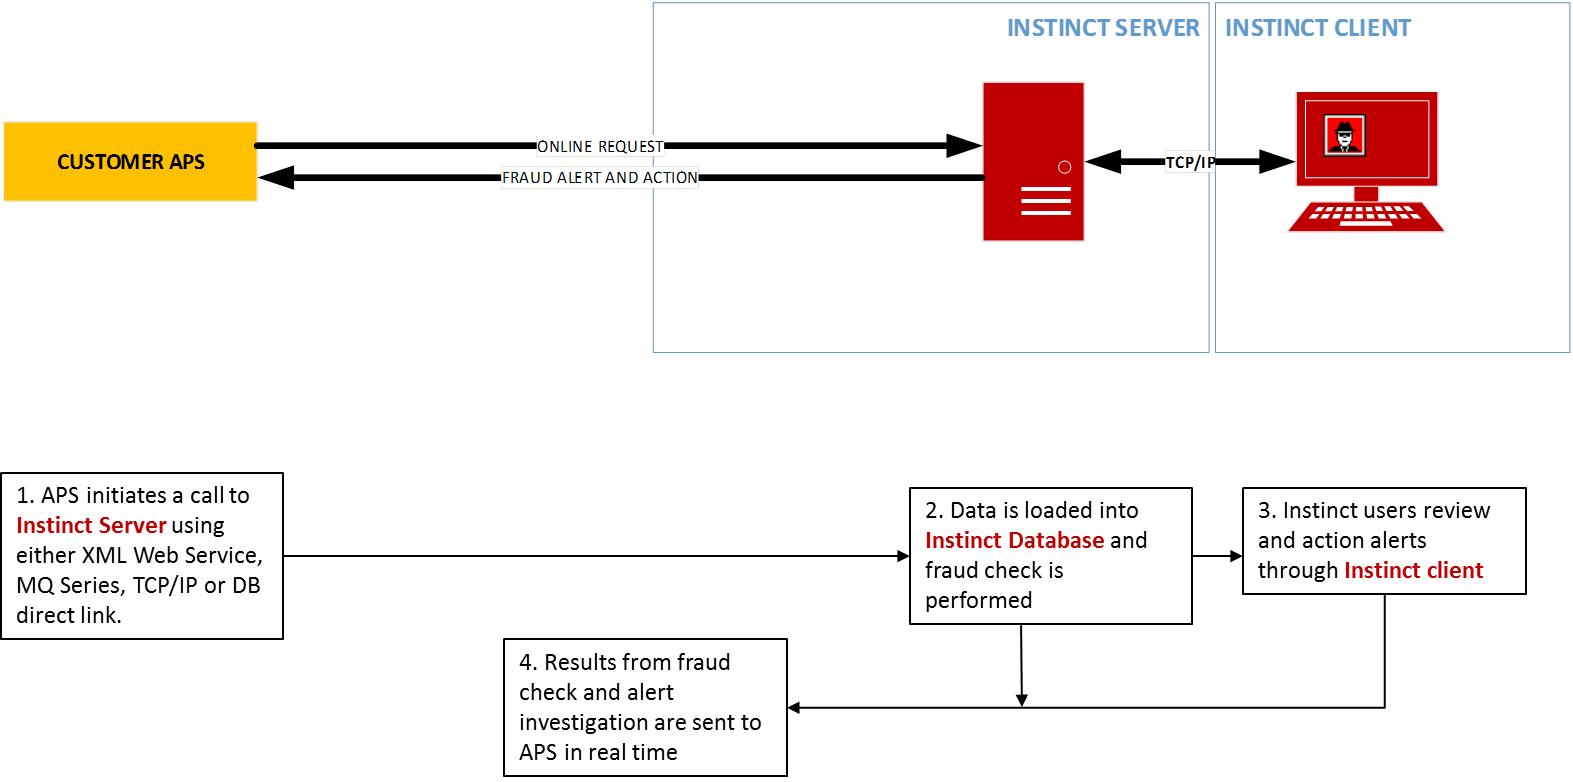 INSTINCT SERVER
INSTINCT CLIENT
CUSTOMER APS
ONLINE REQUEST
FRAUD ALERT AND ACTION
TCP/IP
1. APS initiates a call to
Instinct Server using
either XML Web Service,
MQ Series, TCP/IP or DB
direct link.
2. Data is loaded into
Instinct Database and
fraud check is
performed
3. Instinct users review
and action alerts
through Instinct client
4. Results from fraud
check and alert
investigation are sent to
APS in real time